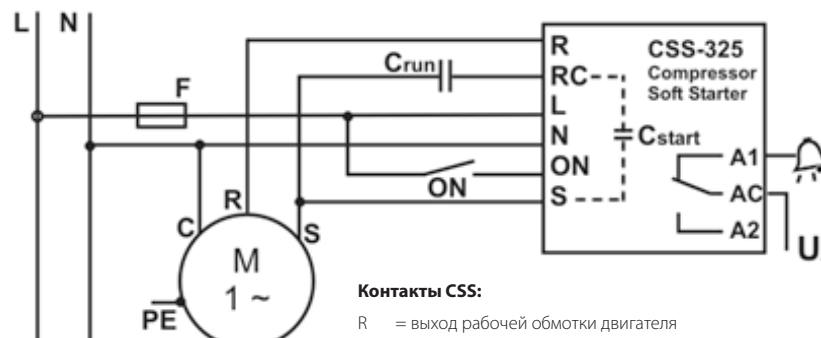 L N
F
Crun
R
RC
L
N
ON
S
CSS-325
Compressor
Soft Starter
Cstart
A1
AC
A2
U
ON
R
C
S
M
1 ~
PE
Контакты CSS:
R = выход рабочей обмотки двигателя